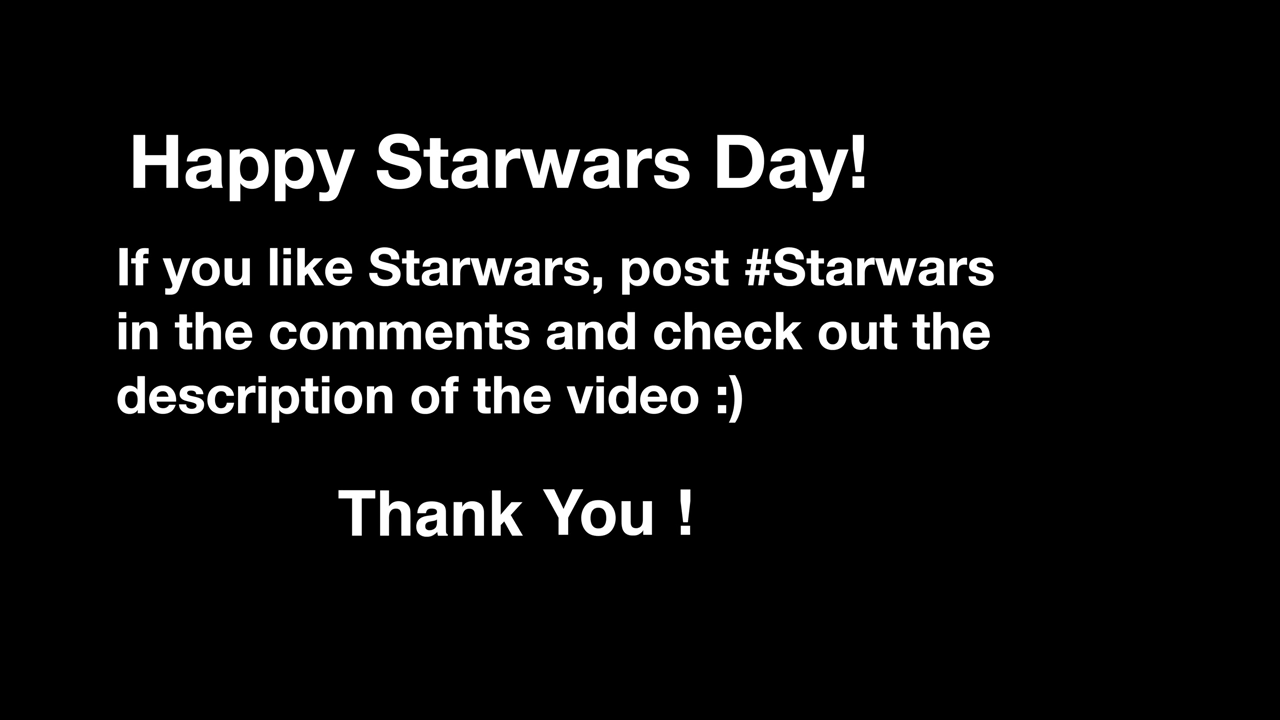 Happy Starwars Day!
If you like Starwars, post #Starwars
in the comments and check out the
description of the video :)
Thank You !